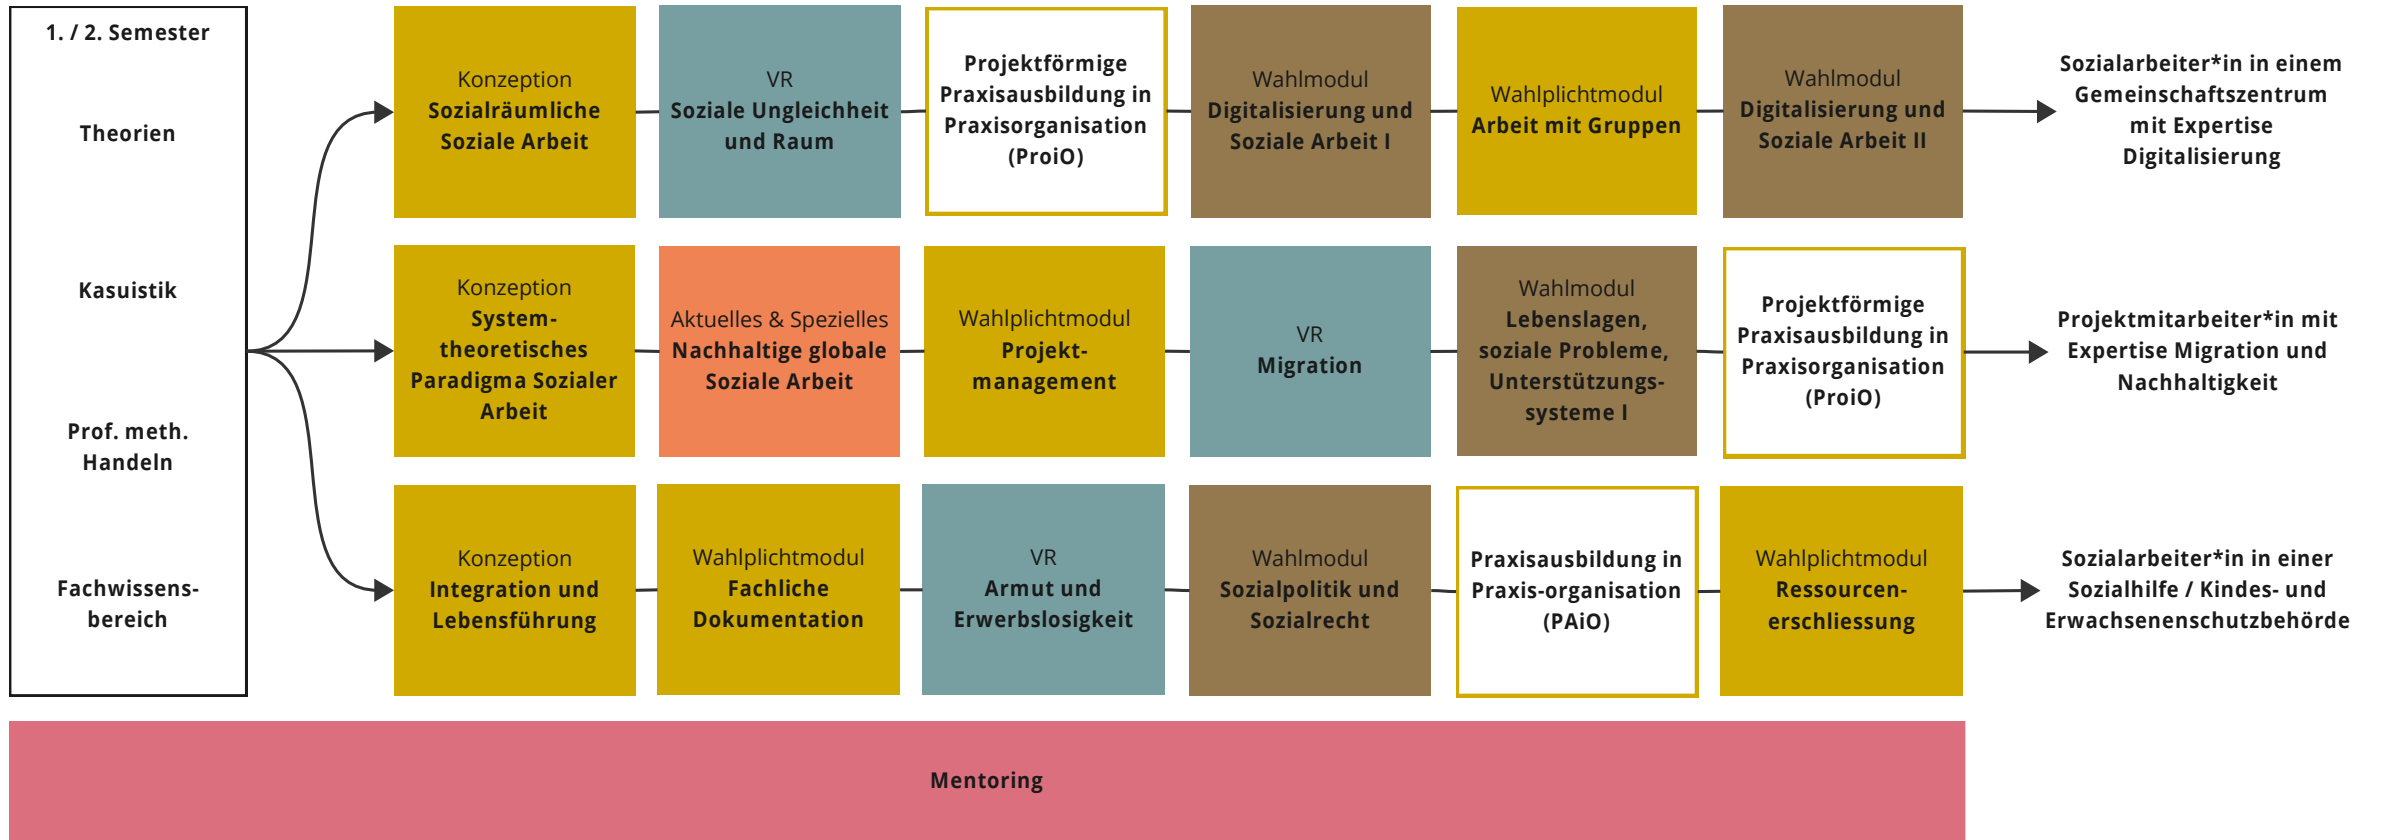 1. / 2. Semester
Theorien
Kasuistik
Prof. meth.
Handeln
Fachwissens-
bereich
Konzeption
Sozialräumliche
Soziale Arbeit
VR
Soziale Ungleichheit
und Raum
Projektförmige
Praxisausbildung in
Praxisorganisation
(ProiO)
Wahlmodul
Digitalisierung und
Soziale Arbeit I
Wahlplichtmodul
Arbeit mit Gruppen
Wahlmodul
Digitalisierung und
Soziale Arbeit II
Sozialarbeiter*in in einem
Gemeinschaftszentrum
mit Expertise
Digitalisierung
Konzeption
System-
theoretisches
Paradigma Sozialer
Arbeit
Aktuelles & Spezielles
Nachhaltige globale
Soziale Arbeit
Wahlplichtmodul
Projekt-
management
VR
Migration
Wahlmodul
Lebenslagen,
soziale Probleme,
Unterstützungs-
systeme I
Projektförmige
Praxisausbildung in
Praxisorganisation
(ProiO)
Projektmitarbeiter*in mit
Expertise Migration und
Nachhaltigkeit
Konzeption
Integration und
Lebensführung
Wahlplichtmodul
Fachliche
Dokumentation
VR
Armut und
Erwerbslosigkeit
Wahlmodul
Sozialpolitik und
Sozialrecht
Praxisausbildung in
Praxis-organisation
(PAiO)
Wahlplichtmodul
Ressourcen-
erschliessung
Sozialarbeiter*in in einer
Sozialhilfe / Kindes- und
Erwachsenenschutzbehörde
Mentoring